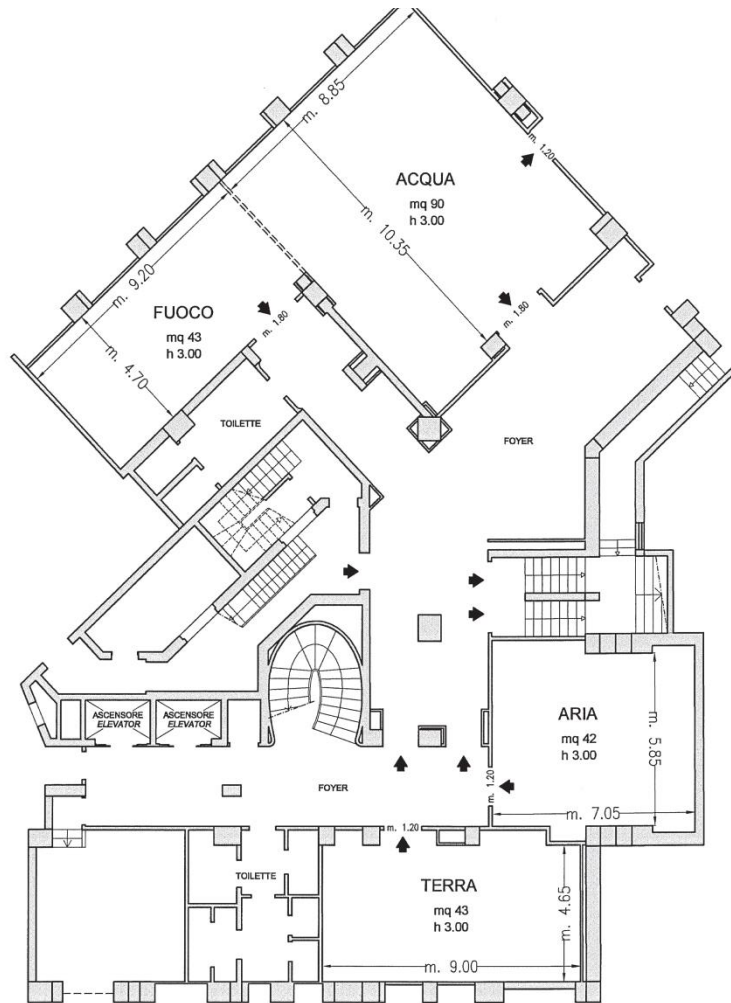 m. 8.85
m. 1.20
ACQUA
mq 90
h 3.00
m. 10.35
m. 9.20
FUOCO
mq 43
h 3.00
m. 1.80
m. 1.80
m. 4.70
TOILETTE
FOYER
ASCENSORE
ELEVATOR
ASCENSORE
ELEVATOR
ARIA
mq 42
h 3.00
m. 5.85
m. 1.20
FOYER
m. 7.05
m. 1.20
TOILETTE
TERRA
mq 43
h 3.00
m. 4.65
m. 9.00